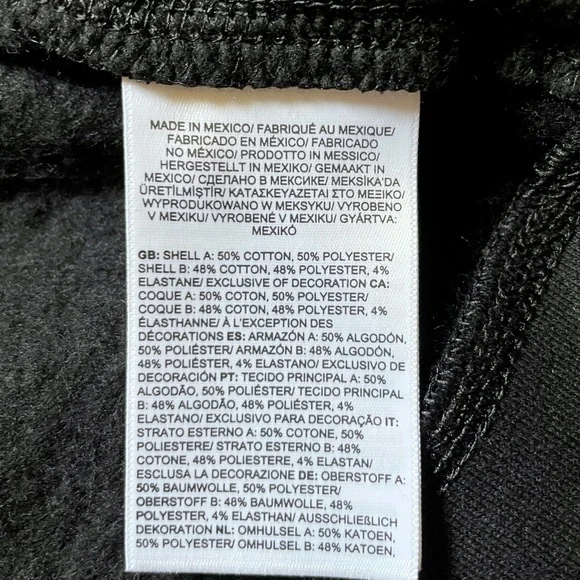 MADE IN MEXICO/ FABRIQUÉ AU MEXIQUE/
FABRICADO EN MÉXICO/ FABRICADO
NO MÉXICO/ PRODOTTO IN MESSICO/
HERGESTELLT IN MEXIKO/ GEMAAKT IN
MEXICO/ СДЕЛАНО В МЕКСИКЕ/ MEKSİKA'DA
ÜRETİLMİŞTİR/ ΚΑΤΑΣΚΕΥΑΖΕΤΑΙ ΣΤΟ ΜΕΞΙΚΟ/
WYPRODUKOWANO W MEKSYKU/ VYROBENO
V MEXIKU/ VYROBENÉ V MEXIKU/ GYÁRTVA:
MEXIKÓ
GB: SHELL A: 50% COTTON, 50% POLYESTER/
SHELL B: 48% COTTON, 48% POLYESTER, 4%
ELASTANE/ EXCLUSIVE OF DECORATION CA:
COQUE A: 50% COTON, 50% POLYESTER/
COQUE B: 48% COTON, 48% POLYESTER, 4%
ÉLASTHANNE/ À L'EXCEPTION DES
DÉCORATIONS ES: ARMAZÓN A: 50% ALGODÓN,
50% POLIÉSTER/ ARMAZÓN B: 48% ALGODÓN,
48% POLIÉSTER, 4% ELASTANO/ EXCLUSIVO DE
DECORACIÓN PT: TECIDO PRINCIPAL A: 50%
ALGODÃO, 50% POLIÉSTER/ TECIDO PRINCIPAL
B: 48% ALGODÃO, 48% POLIÉSTER, 4%
ELASTANO/ EXCLUSIVO PARA DECORAÇÃO IT:
STRATO ESTERNO A: 50% COTONE, 50%
POLIESTERE/ STRATO ESTERNO B: 48%
COTONE, 48% POLIESTERE, 4% ELASTAN/
ESCLUSA LA DECORAZIONE DE: OBERSTOFF A:
50% BAUMWOLLE, 50% POLYESTER/
OBERSTOFF B: 48% BAUMWOLLE, 48%
POLYESTER, 4% ELASTHAN/ AUSSCHLIEßLICH
DEKORATION NL: OMHULSEL A: 50% KATOEN,
50% POLYESTER/ OMHULSEL B: 48% KATOEN,